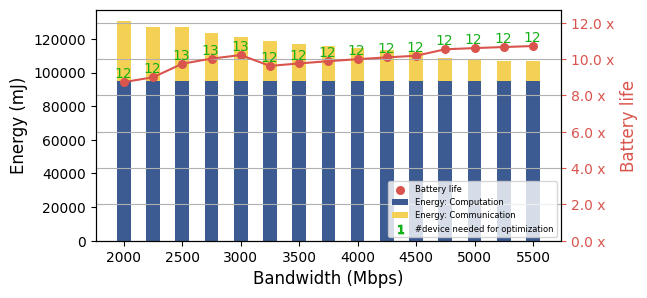 120000
100000
80000
60000
40000
20000
0
Energy (mJ)
12 12 13 13 13 12 12 12 12 12 12 12 12 12 12
12.0 x
10.0 x
8.0 x
6.0 x
4.0 x
2.0 x
0.0 x
Battery life
Battery life
Energy: Computation
Energy: Communication
1 #device needed for optimization
2000 2500 3000 3500 4000 4500 5000 5500
Bandwidth (Mbps)